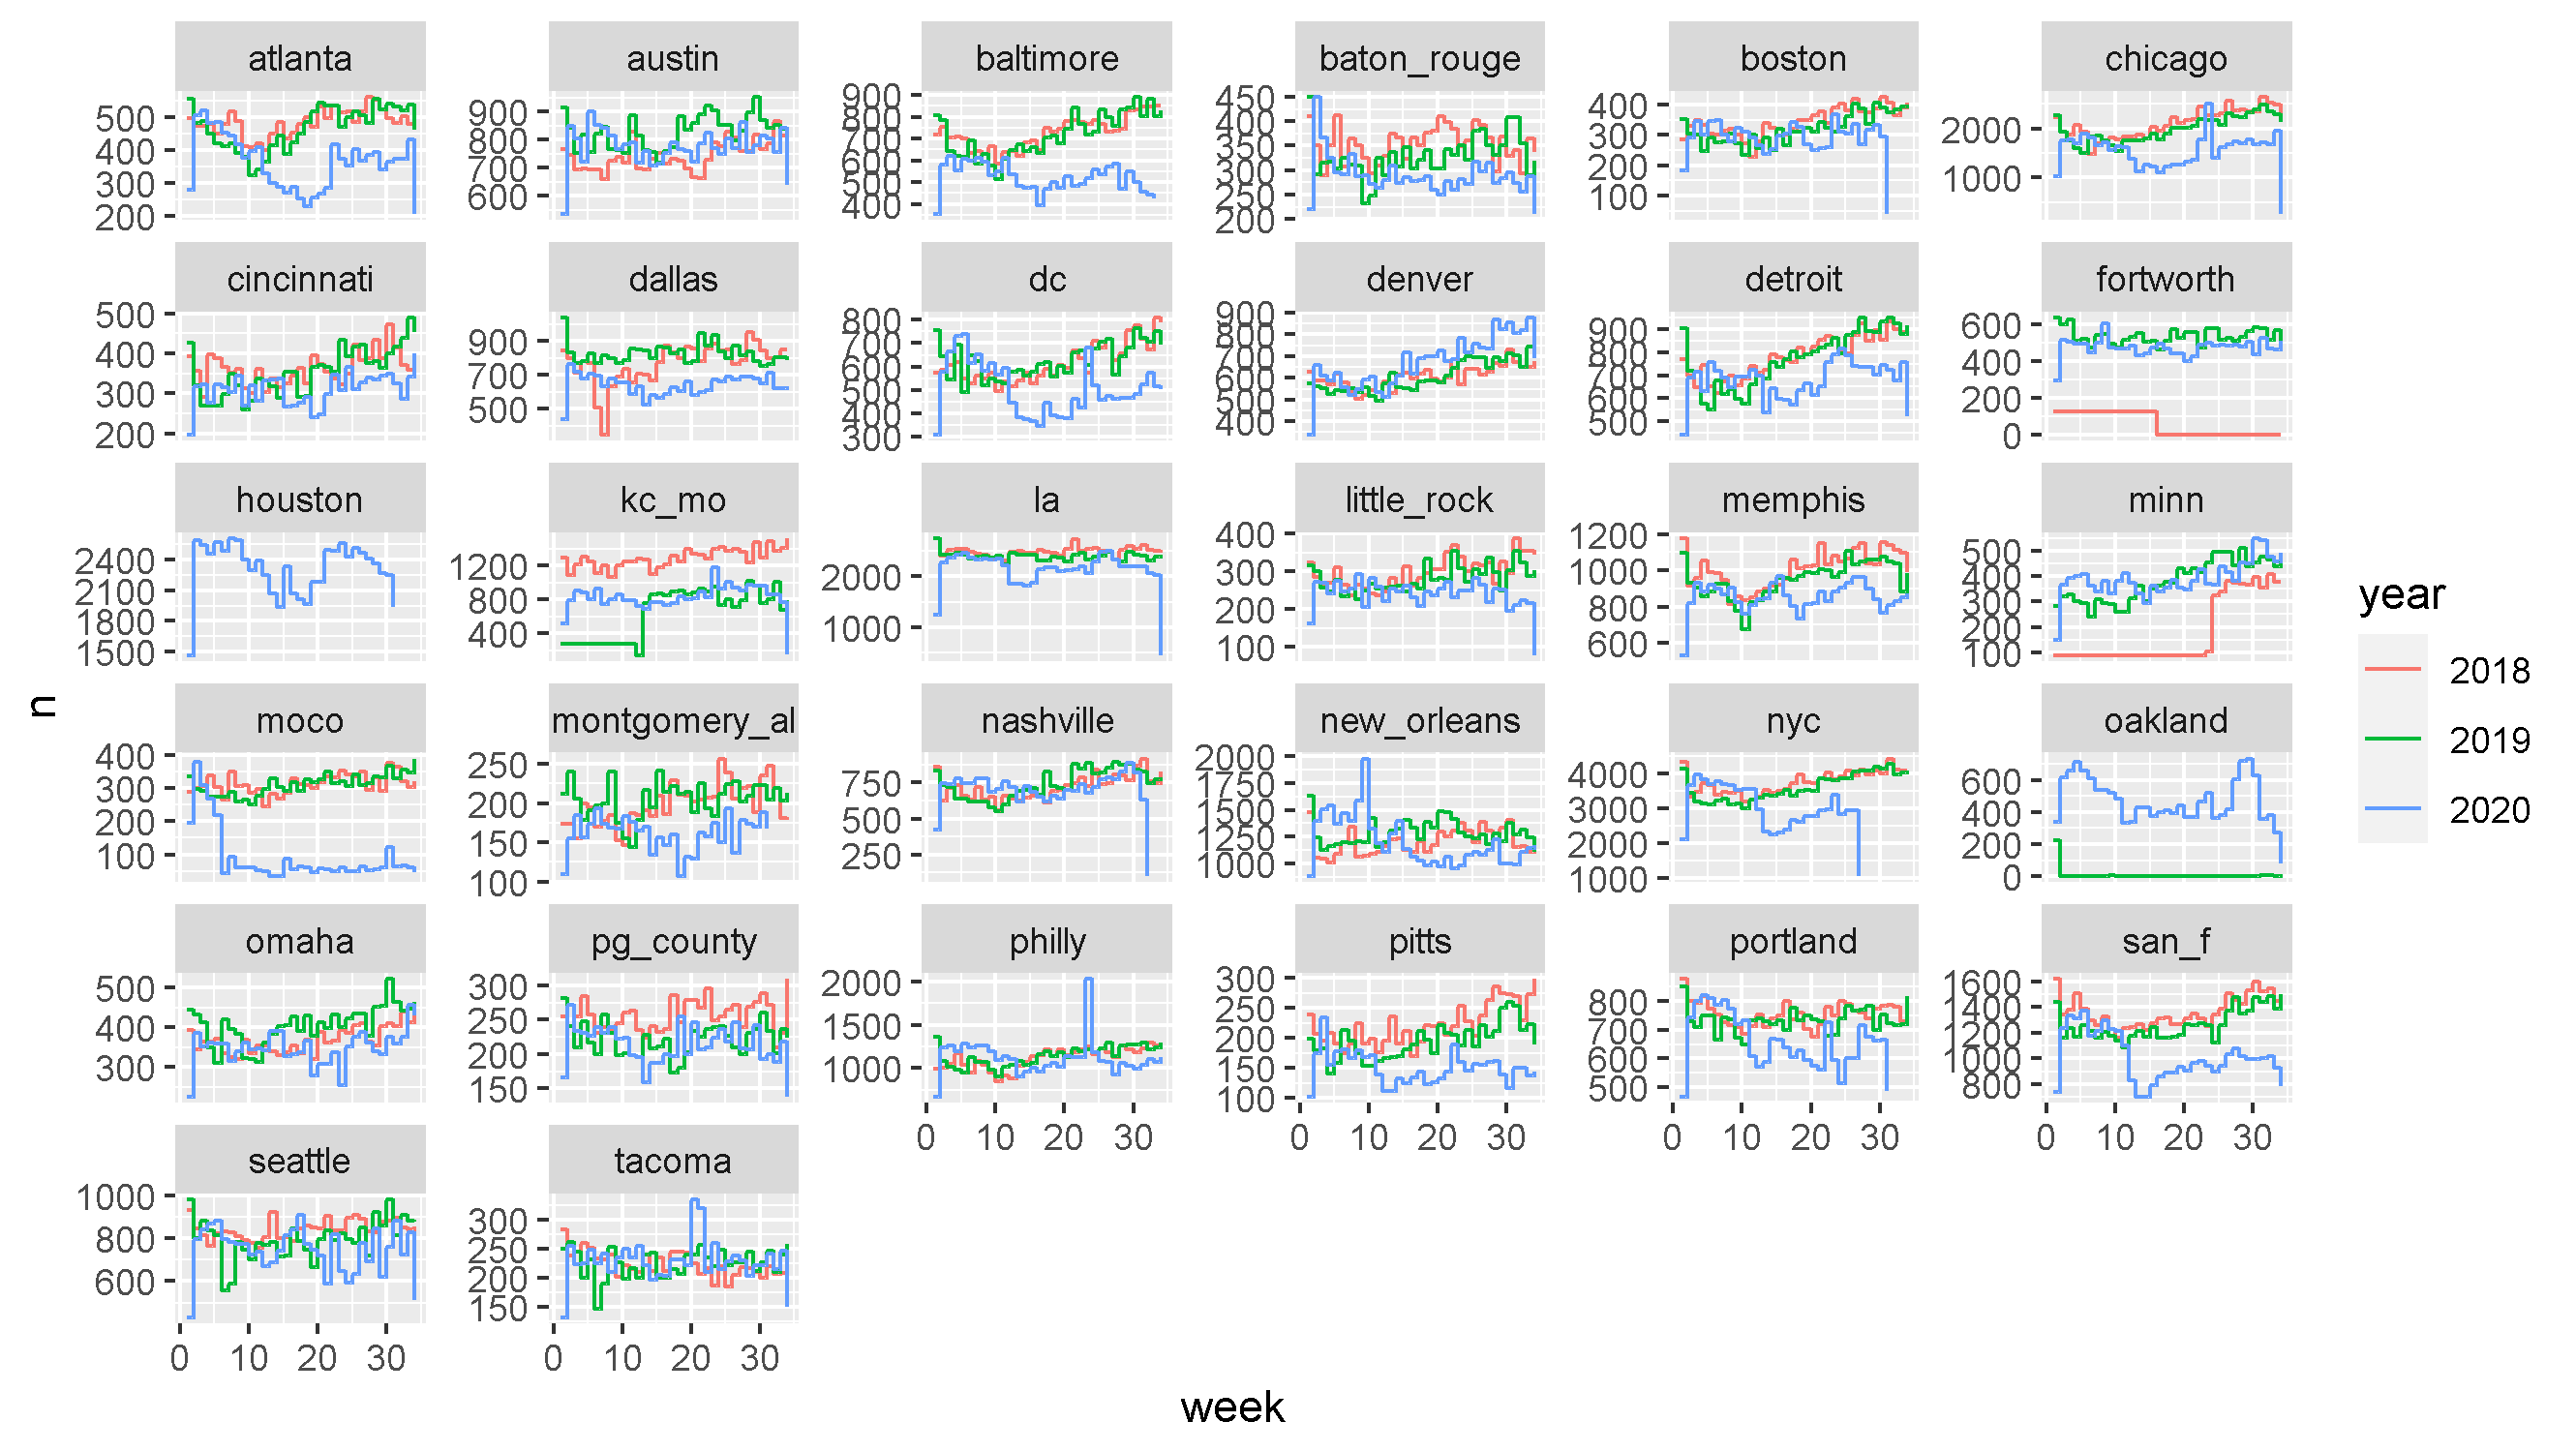 atlanta austin baltimore baton_rouge boston chicago
500 400 300 200
900 800 700 600
900 800 700 600 500 400
450 400 350 300 250 200
400 300 200 100
2000 1000
cincinnati dallas dc denver detroit fortworth
500 400 300 200
900 700 500
800 700 600 500 400 300
900 800 700 600 500 400
900 800 700 600 500
600 400 200 0
houston kc_mo la little_rock memphis minn
2400 2100 1800 1500
1200 800 400
2000 1000
400 300 200 100
1200 1000 800 600
500 400 300 200 100
moco montgomery_al nashville new_orleans nyc oakland
400 300 200 100
250 200 150 100
750 500 250
2000 1750 1500 1250 1000
4000 3000 2000 1000
600 400 200 0
omaha pg_county philly pitts portland san_f
500 400 300
300 250 200 150
2000 1500 1000
300 250 200 150 100
800 700 600 500
1600 1400 1200 1000 800
0 10 20 30 0 10 20 30 0 10 20 30 0 10 20 30
seattle tacoma
1000 800 600
300 250 200 150
0 10 20 30 0 10 20 30
week
n
year
2018
2019
2020